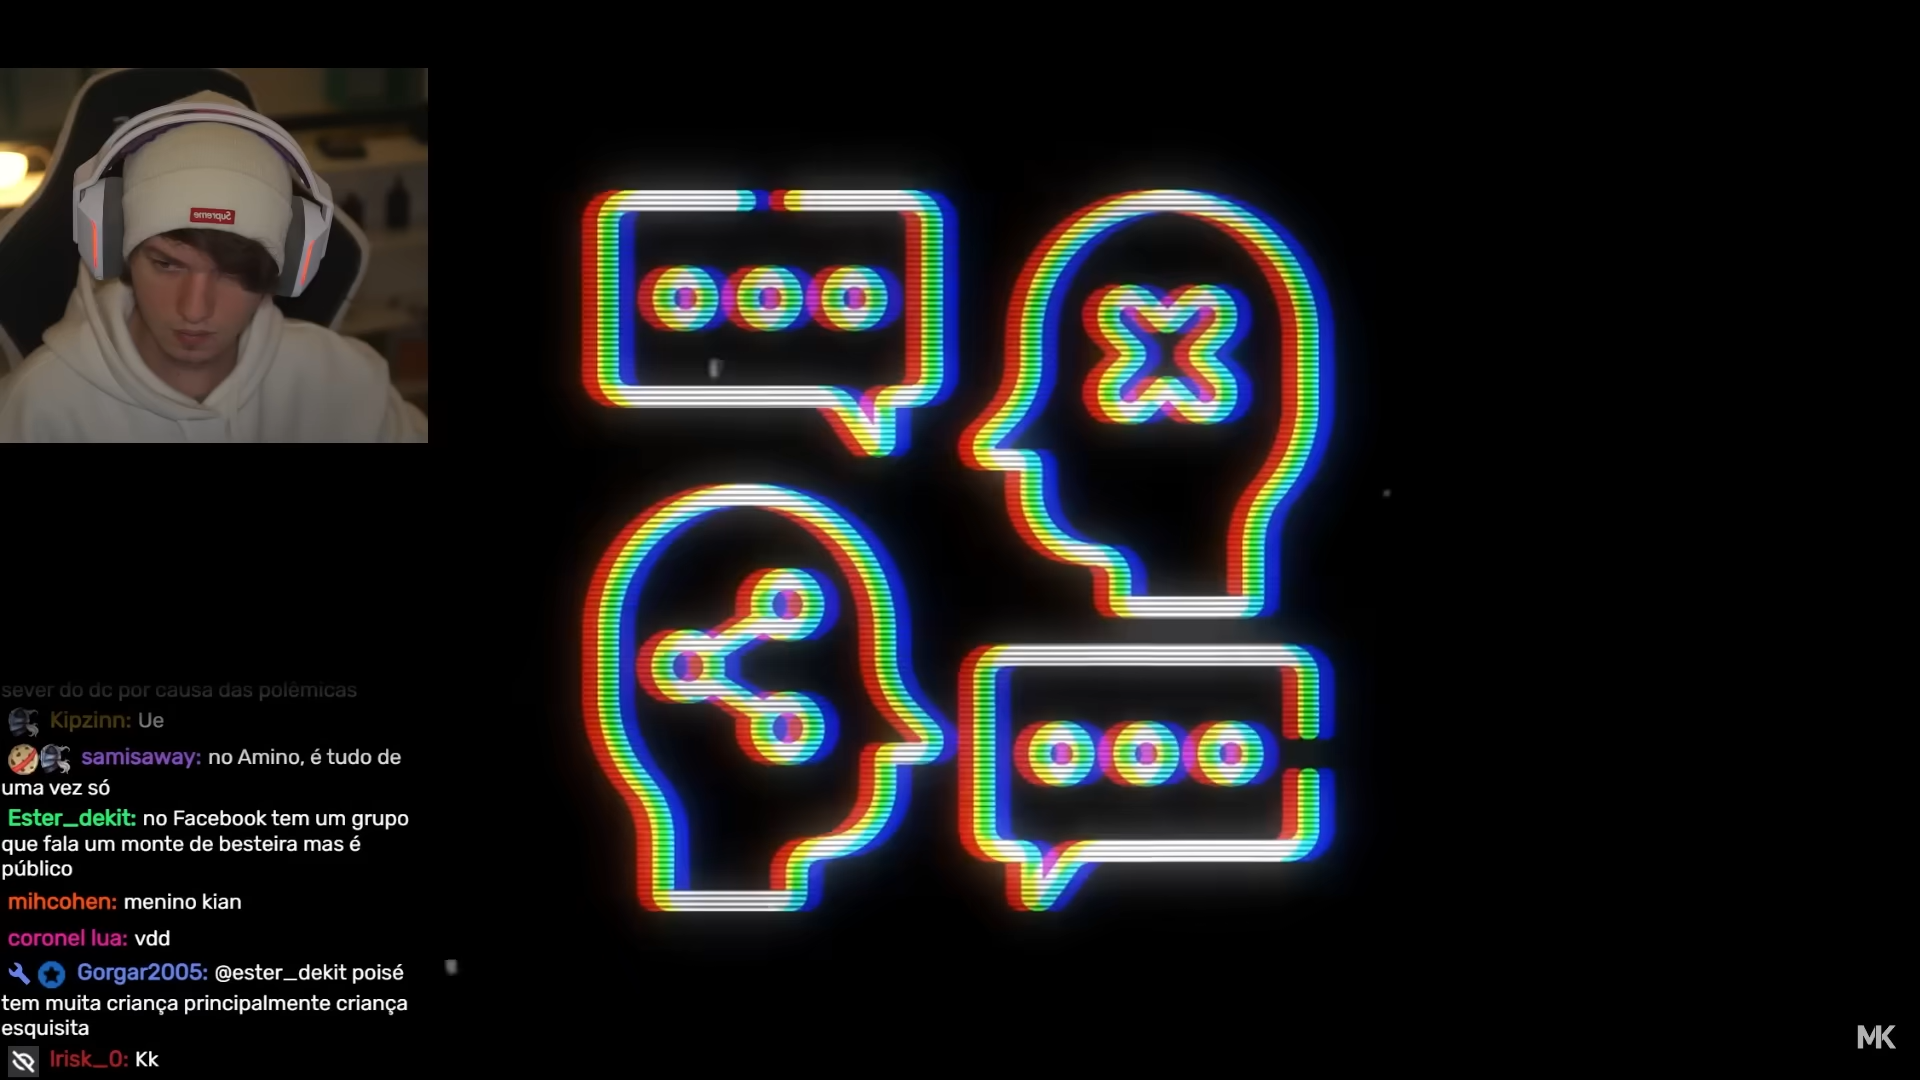 Supreme
sever do dc por causa das polêmicas
Kipzinn: Ue
samisaway: no Amino, é tudo de
uma vez só
Ester_dekit: no Facebook tem um grupo
que fala um monte de besteira mas é
público
mihcohen: menino kian
coronel lua: vdd
Gorgar2005: @ester_dekit poisé
tem muita criança principalmente criança
esquisita
lrisk_0: Kk
MK